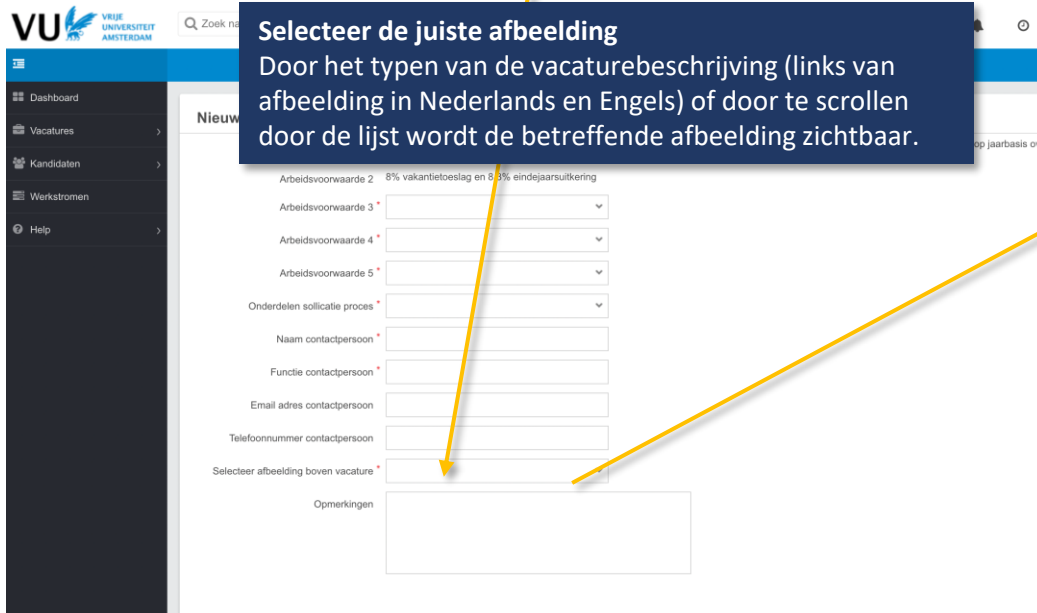 VU
VRIJE
UNIVERSITEIT
AMSTERDAM
Zoek na
Selecteer de juiste afbeelding
Door het typen van de vacaturebeschrijving (links van
afbeelding in Nederlands en Engels) of door te scrollen
door de lijst wordt de betreffende afbeelding zichtbaar.
Dashboard
Vacatures
Kandidaten
Werkstromen
Help
Nieuw
op jaarbasis ov
Arbeidsvoorwaarde 2 8% vakantietoeslag en 8,3% eindejaarsuitkering
Arbeidsvoorwaarde 3 *
Arbeidsvoorwaarde 4 *
Arbeidsvoorwaarde 5 *
Onderdelen sollicatie proces *
Naam contactpersoon *
Functie contactpersoon *
Email adres contactpersoon
Telefoonnummer contactpersoon
Selecteer afbeelding boven vacature *
Opmerkingen